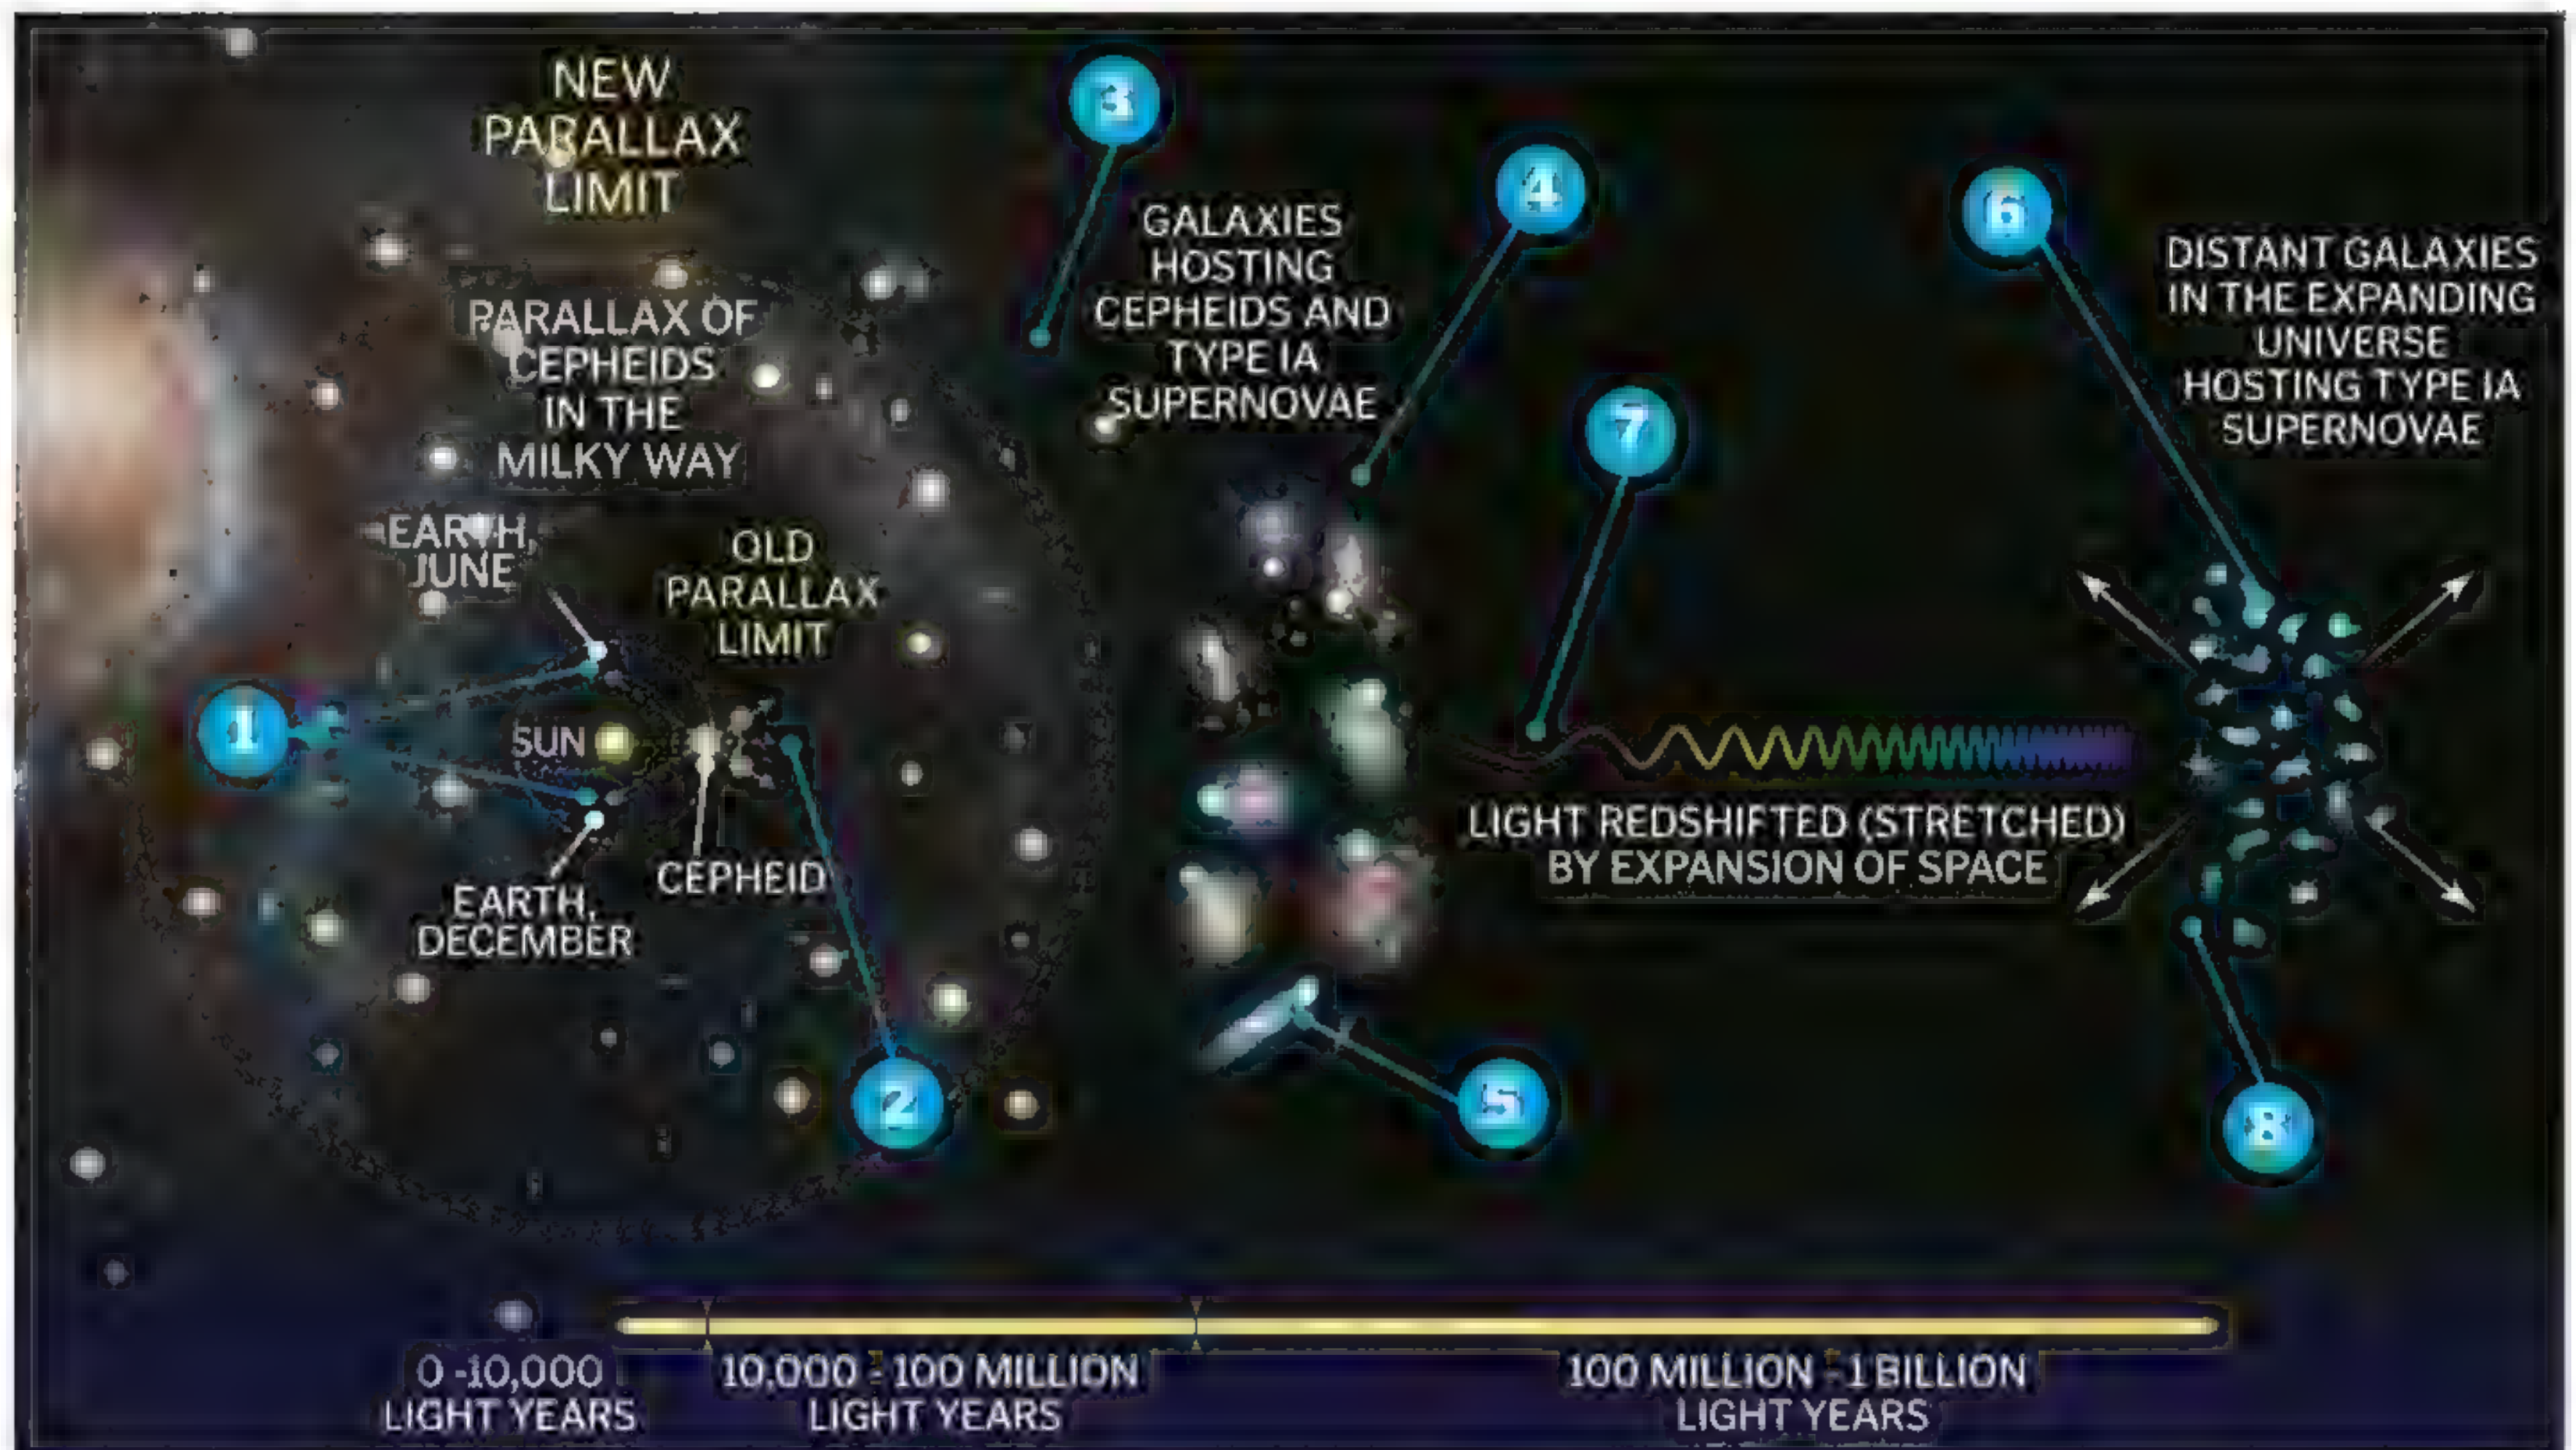 NEW
PARALLAX
LIMIT
PARALLAX OF
CEPHEIDS
IN THE
MILKY WAY
EARTH,
JUNE
OLD
PARALLAX
LIMIT
1
SUN
CEPHEID
EARTH,
DECEMBER
2
3
GALAXIES
HOSTING
CEPHEIDS AND
TYPE IA
SUPERNOVAE
4
7
6
DISTANT GALAXIES
IN THE EXPANDING
UNIVERSE
HOSTING TYPE IA
SUPERNOVAE
LIGHT REDSHIFTED (STRETCHED)
BY EXPANSION OF SPACE
5
8
0 -10,000
LIGHT YEARS
10,000 - 100 MILLION
LIGHT YEARS
100 MILLION - 1 BILLION
LIGHT YEARS